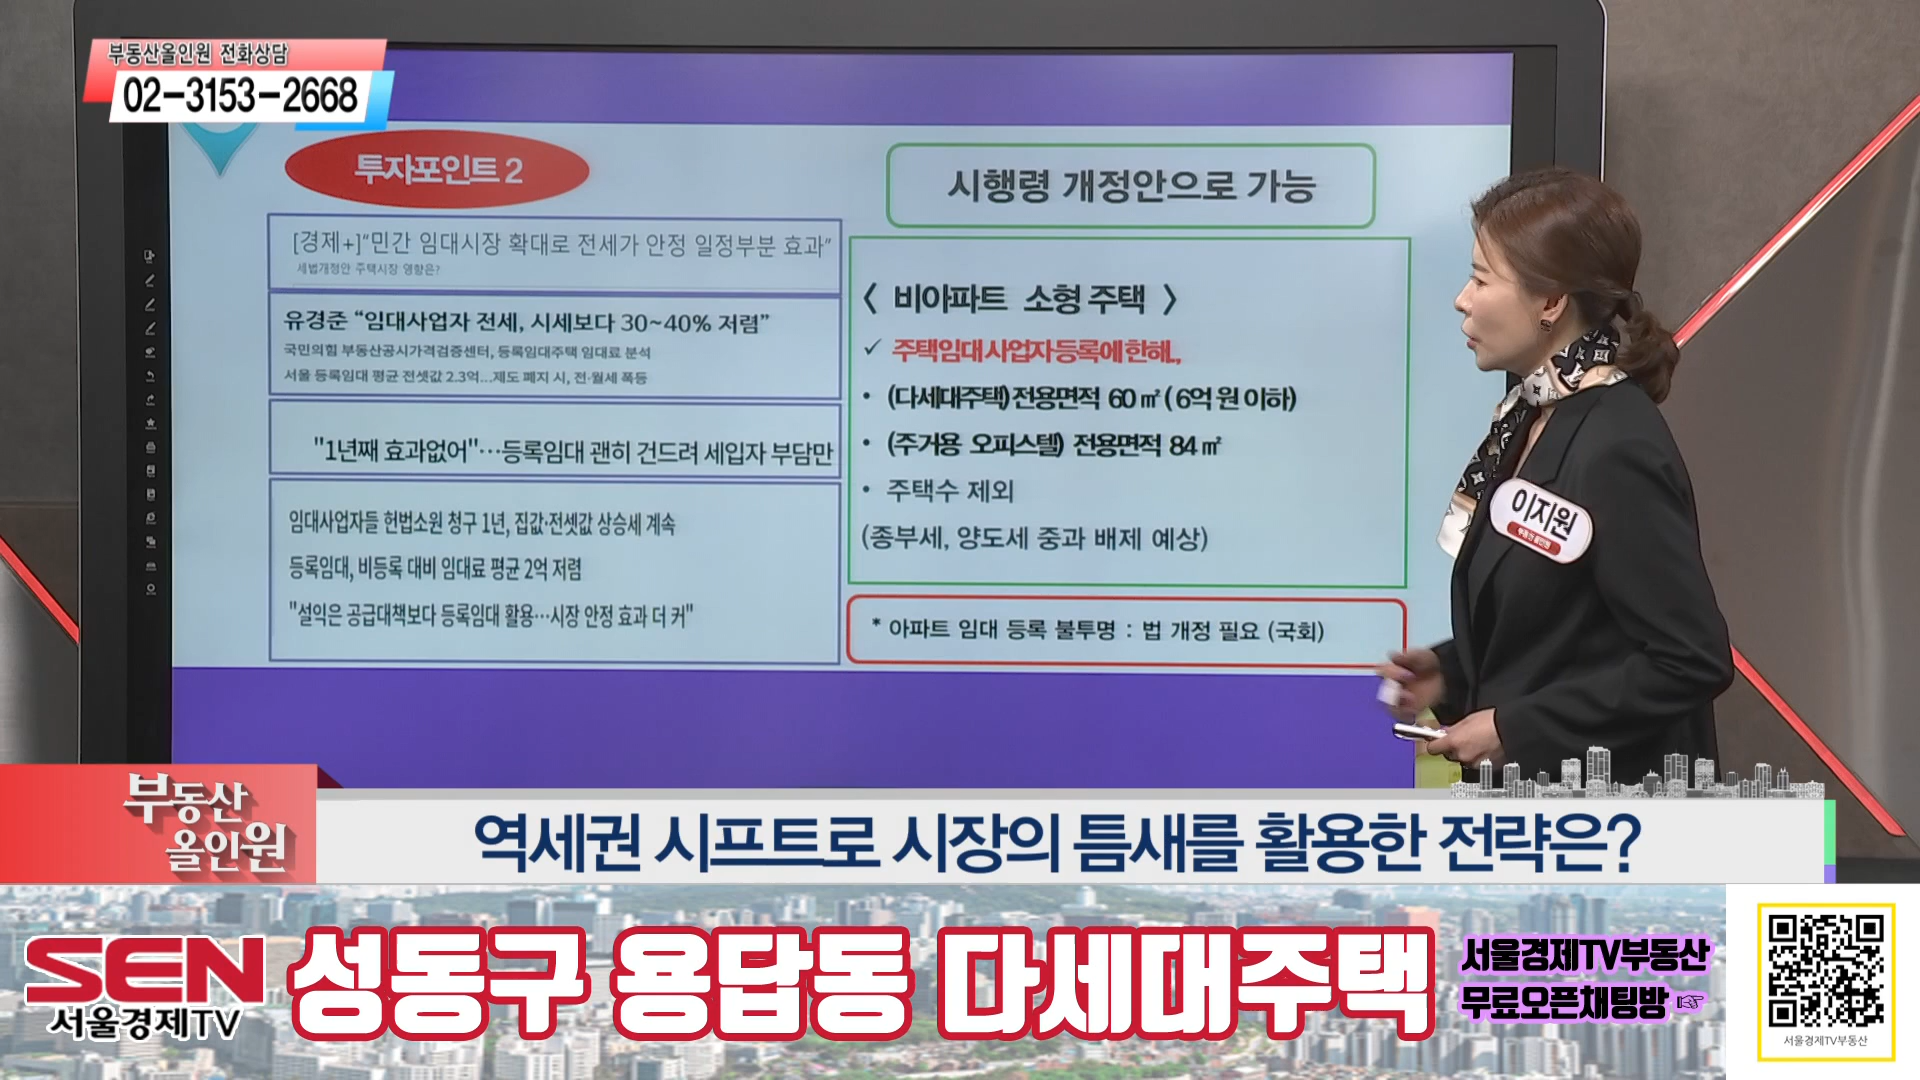 부동산올인원 전화상담
02-3153-2668
투자포인트 2
[경제+]"민간 임대시장 확대로 전세가 안정 일정부분 효과"
세법개정안 주택시장 영향은?
유경준 “임대사업자 전세, 시세보다 30~40% 저렴”
국민의힘 부동산공시가격검증센터, 등록임대주택 임대료 분석
서울 등록임대 평균 전셋값 2.3억...제도 폐지 시, 전·월세 폭등
"1년째 효과없어"…등록임대 괜히 건드려 세입자 부담만
임대사업자들 헌법소원 청구 1년, 집값·전셋값 상승세 계속
등록임대, 비등록 대비 임대료 평균 2억 저렴
"설익은 공급대책보다 등록임대 활용…시장 안정 효과 더 커"
시행령 개정안으로 가능
< 비아파트 소형 주택 >
✓ 주택임대 사업자 등록에 한해..,
• (다세대주택) 전용면적 60㎡ ( 6억 원 이하)
• (주거용 오피스텔) 전용면적 84㎡
• 주택수 제외
(종부세, 양도세 중과 배제 예상)
* 아파트 임대 등록 불투명 : 법 개정 필요 (국회)
이지원
부동산 올인원
부동산
올인원
역세권 시프트로 시장의 틈새를 활용한 전략은?
SEN
서울경제TV
성동구 용답동 다세대주택
서울경제TV부동산
무료오픈채팅방 ☞
서울경제TV부동산